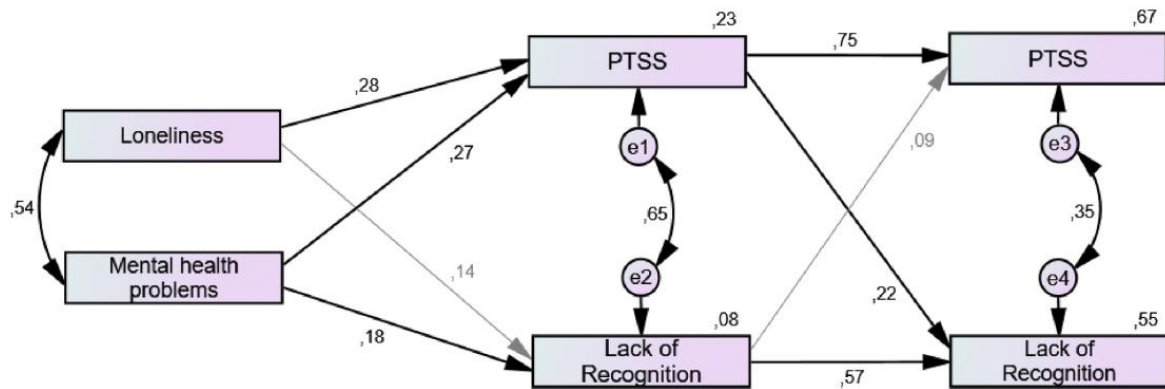 ,23
,67
PTSS
,75
PTSS
,28
Loneliness
e1
,09
e3
,27
,54
,65
,35
Mental health
problems
,14
e2
e4
,22
,18
,08
,55
Lack of
Recognition
,57
Lack of
Recognition